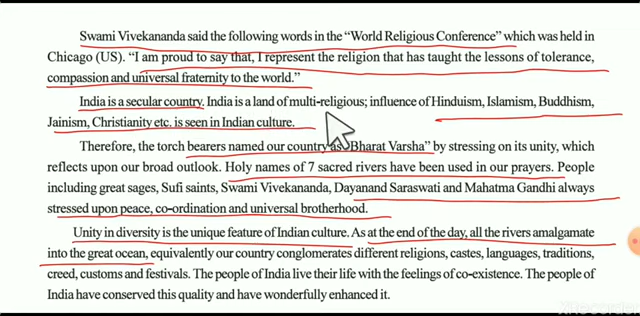 Swami Vivekananda said the following words in the “World Religious Conference” which was held in
Chicago (US). “I am proud to say that, I represent the religion that has taught the lessons of tolerance,
compassion and universal fraternity to the world.”
India is a secular country. India is a land of multi-religious; influence of Hinduism, Islamism, Buddhism,
Jainism, Christianity etc. is seen in Indian culture.
Therefore, the torch bearers named our country as “Bharat Varsha” by stressing on its unity, which
reflects upon our broad outlook. Holy names of 7 sacred rivers have been used in our prayers. People
including great sages, Sufi saints, Swami Vivekananda, Dayanand Saraswati and Mahatma Gandhi always
stressed upon peace, co-ordination and universal brotherhood.
Unity in diversity is the unique feature of Indian culture. As at the end of the day, all the rivers amalgamate
into the great ocean, equivalently our country conglomerates different religions, castes, languages, traditions,
creed, customs and festivals. The people of India live their life with the feelings of co-existence. The people of
India have conserved this quality and have wonderfully enhanced it.